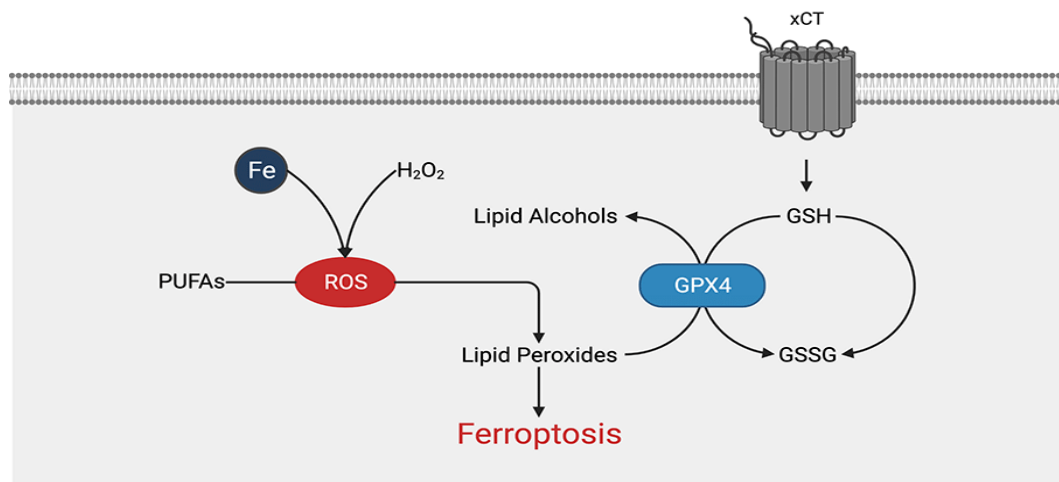 xCT
Fe
H₂O₂
Lipid Alcohols
GSH
PUFAs
ROS
GPX4
Lipid Peroxides
GSSG
Ferroptosis